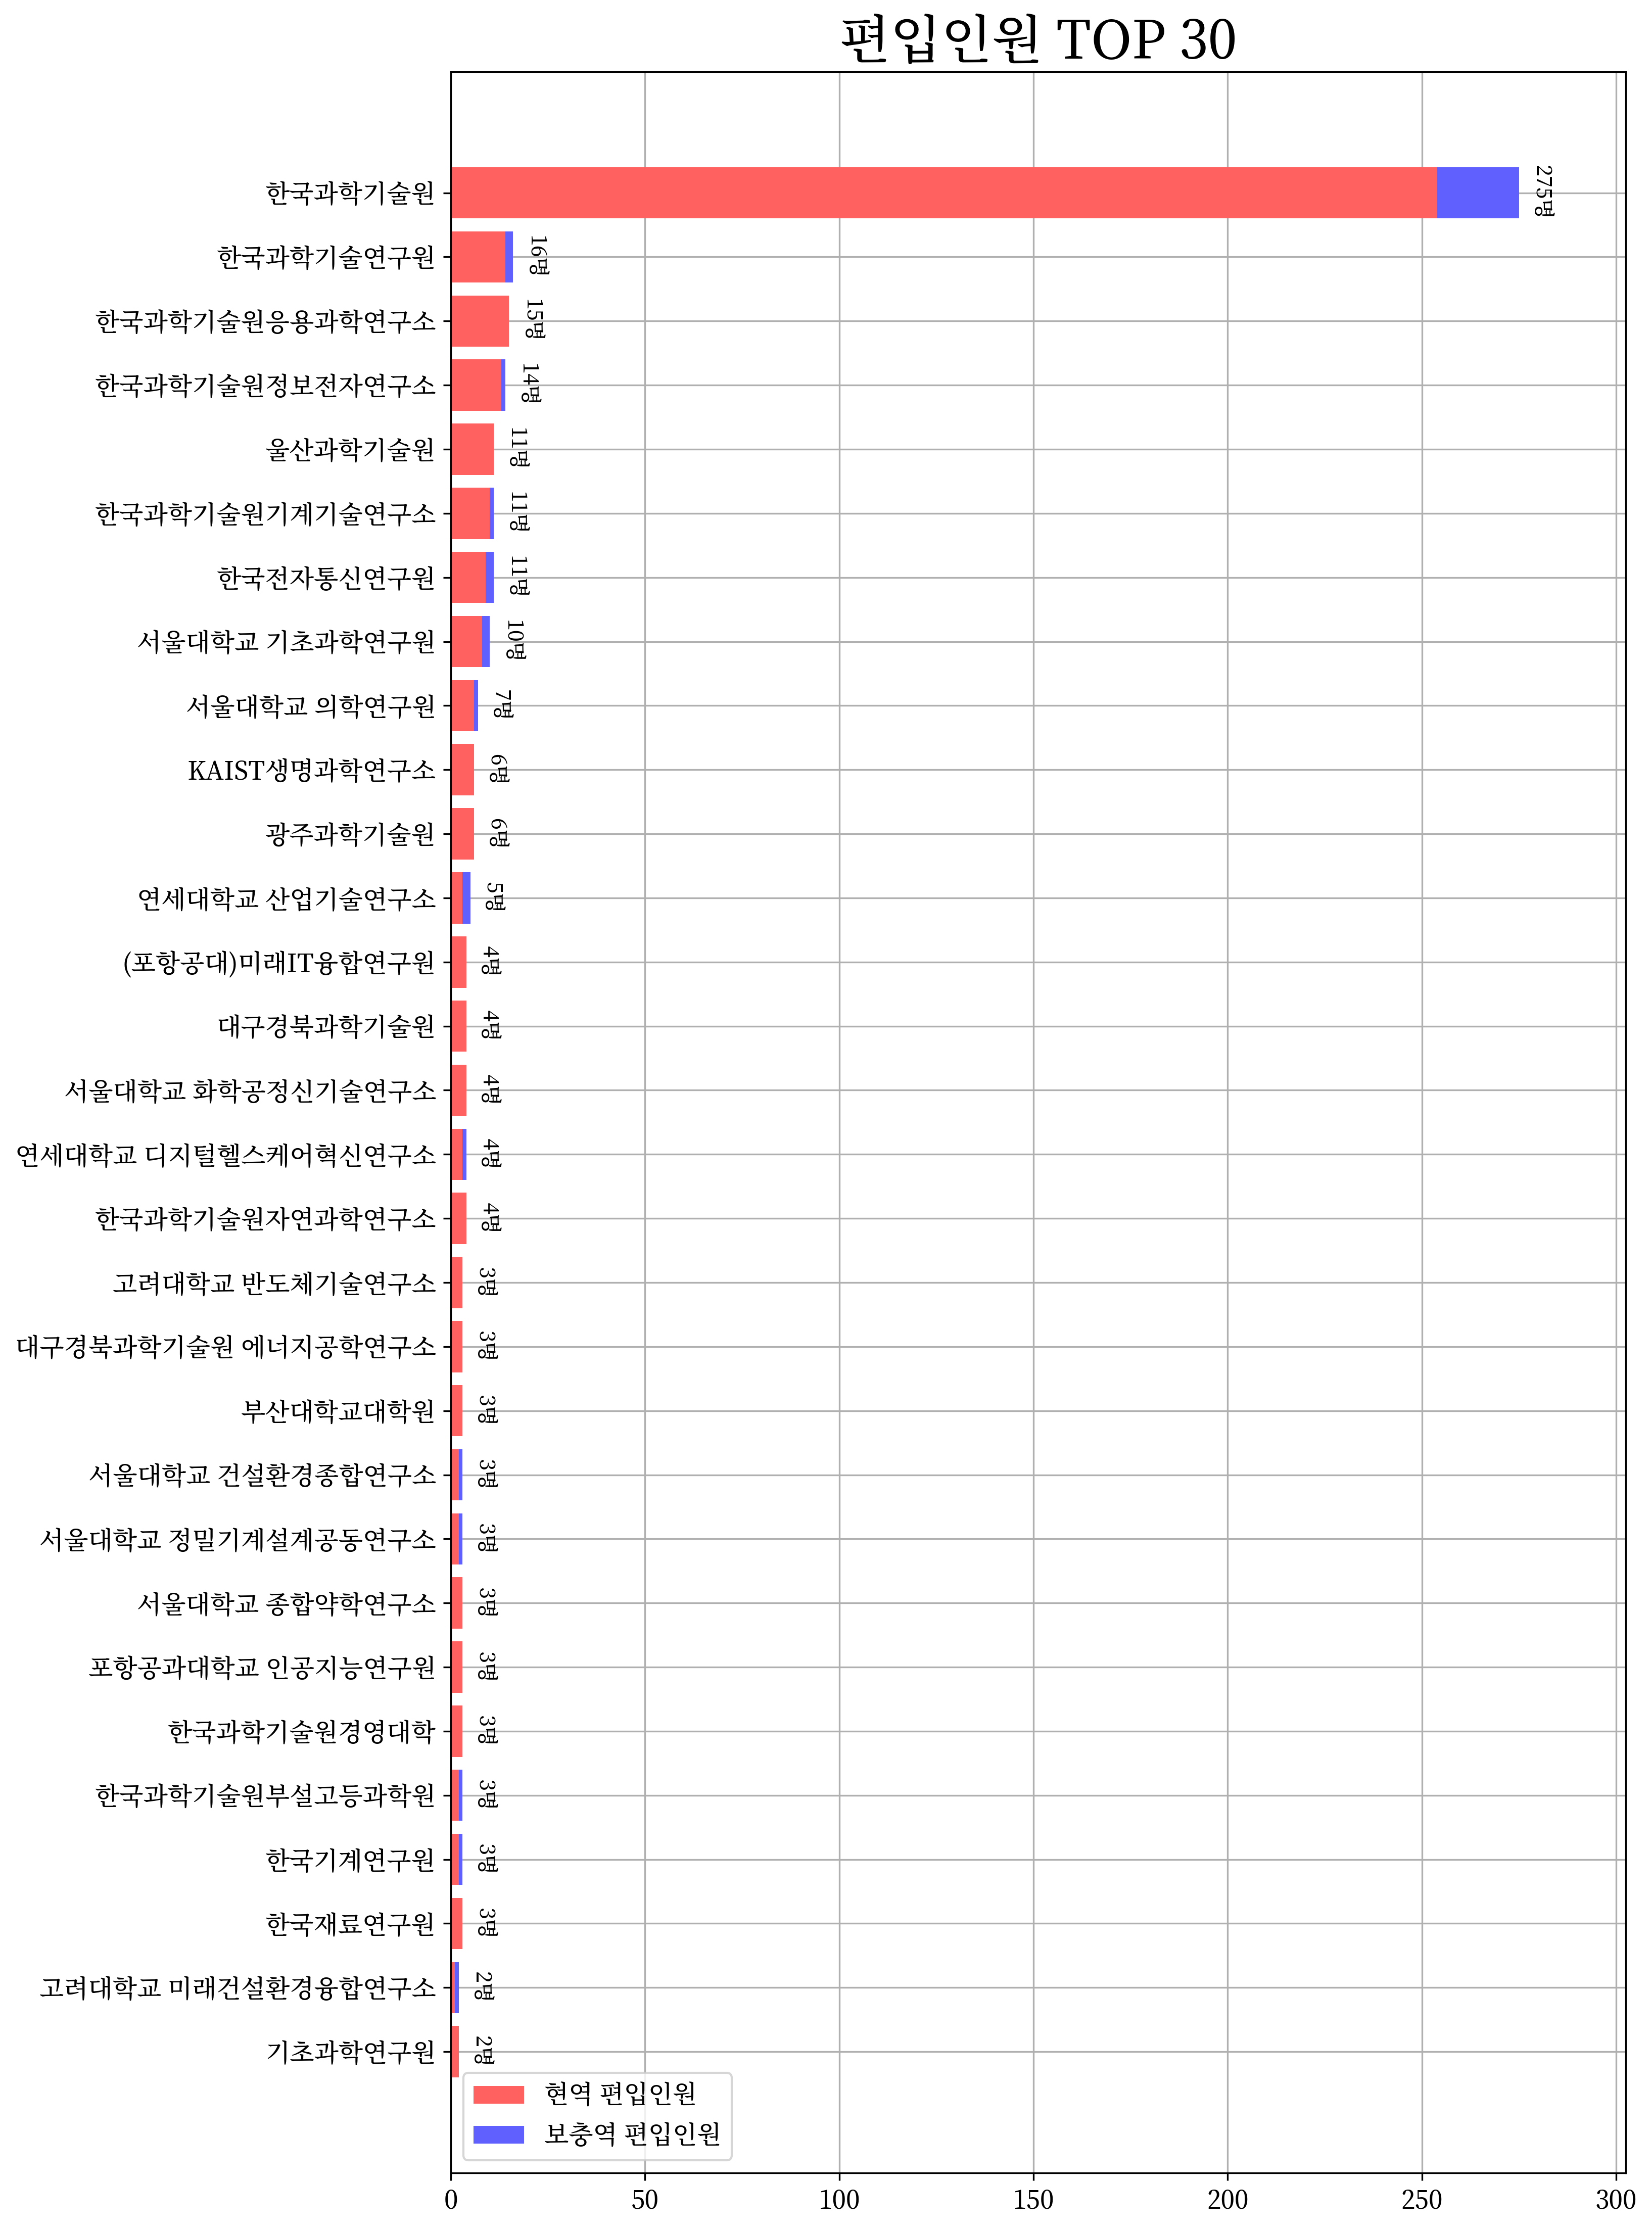 편입인원 TOP 30
한국과학기술원 275명
한국과학기술연구원 16명
한국과학기술원응용과학연구소 15명
한국과학기술원정보전자연구소 14명
울산과학기술원 11명
한국과학기술원기계기술연구소 11명
한국전자통신연구원 11명
서울대학교 기초과학연구원 10명
서울대학교 의학연구원 7명
KAIST생명과학연구소 6명
광주과학기술원 6명
연세대학교 산업기술연구소 5명
(포항공대)미래IT융합연구원 4명
대구경북과학기술원 4명
서울대학교 화학공정신기술연구소 4명
연세대학교 디지털헬스케어혁신연구소 4명
한국과학기술원자연과학연구소 4명
고려대학교 반도체기술연구소 3명
대구경북과학기술원 에너지공학연구소 3명
부산대학교대학원 3명
서울대학교 건설환경종합연구소 3명
서울대학교 정밀기계설계공동연구소 3명
서울대학교 종합약학연구소 3명
포항공과대학교 인공지능연구원 3명
한국과학기술원경영대학 3명
한국과학기술원부설고등과학원 3명
한국기계연구원 3명
한국재료연구원 3명
고려대학교 미래건설환경융합연구소 2명
기초과학연구원 2명
현역 편입인원
보충역 편입인원
0 50 100 150 200 250 300